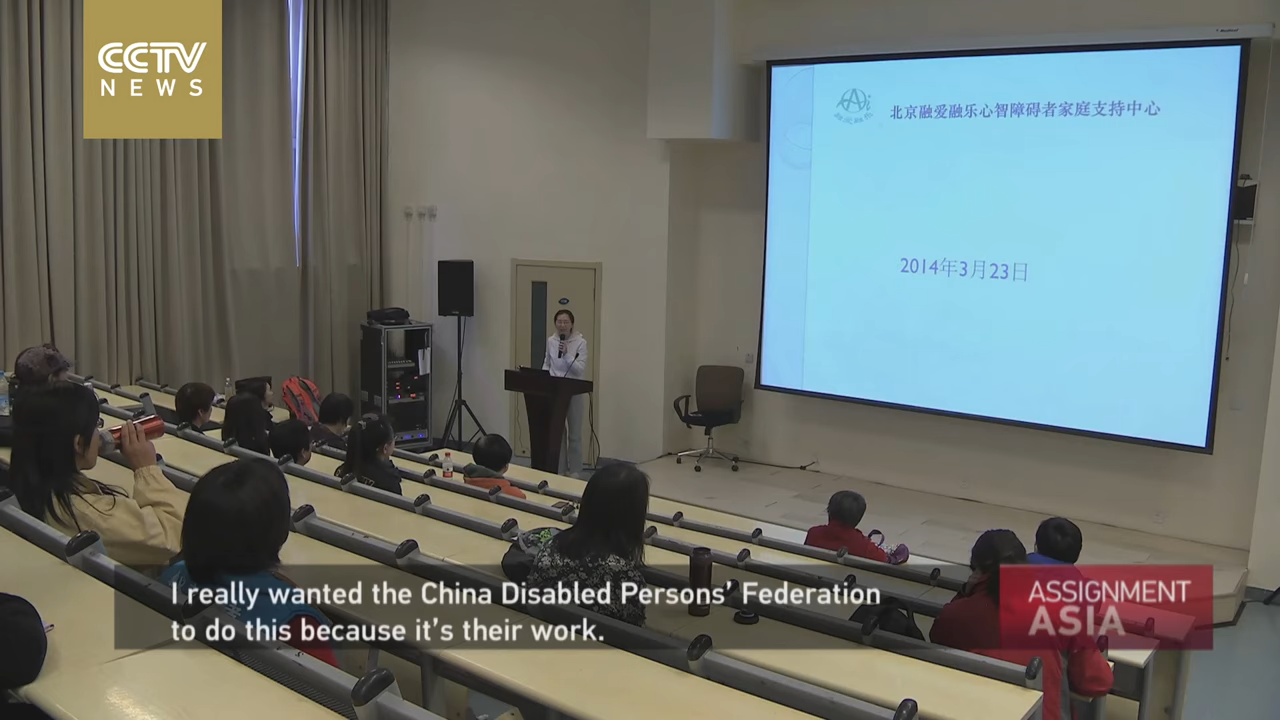 CCTV
NEWS
北京融爱融乐心智障碍者家庭支持中心
2014年3月23日
I really wanted the China Disabled Persons' Federation
to do this because it's their work.
ASSIGNMENT
ASIA